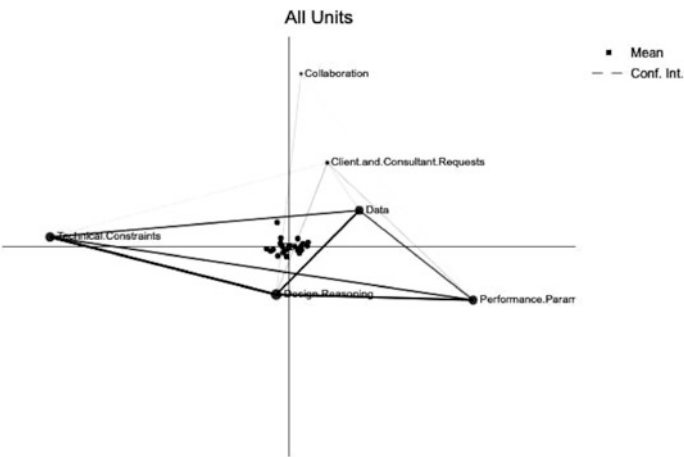 All Units
Mean
Conf. Int.
Collaboration
Client.and.Consultant.Requests
Data
Technical.Constraints
Design.Reasoning
Performance.Param